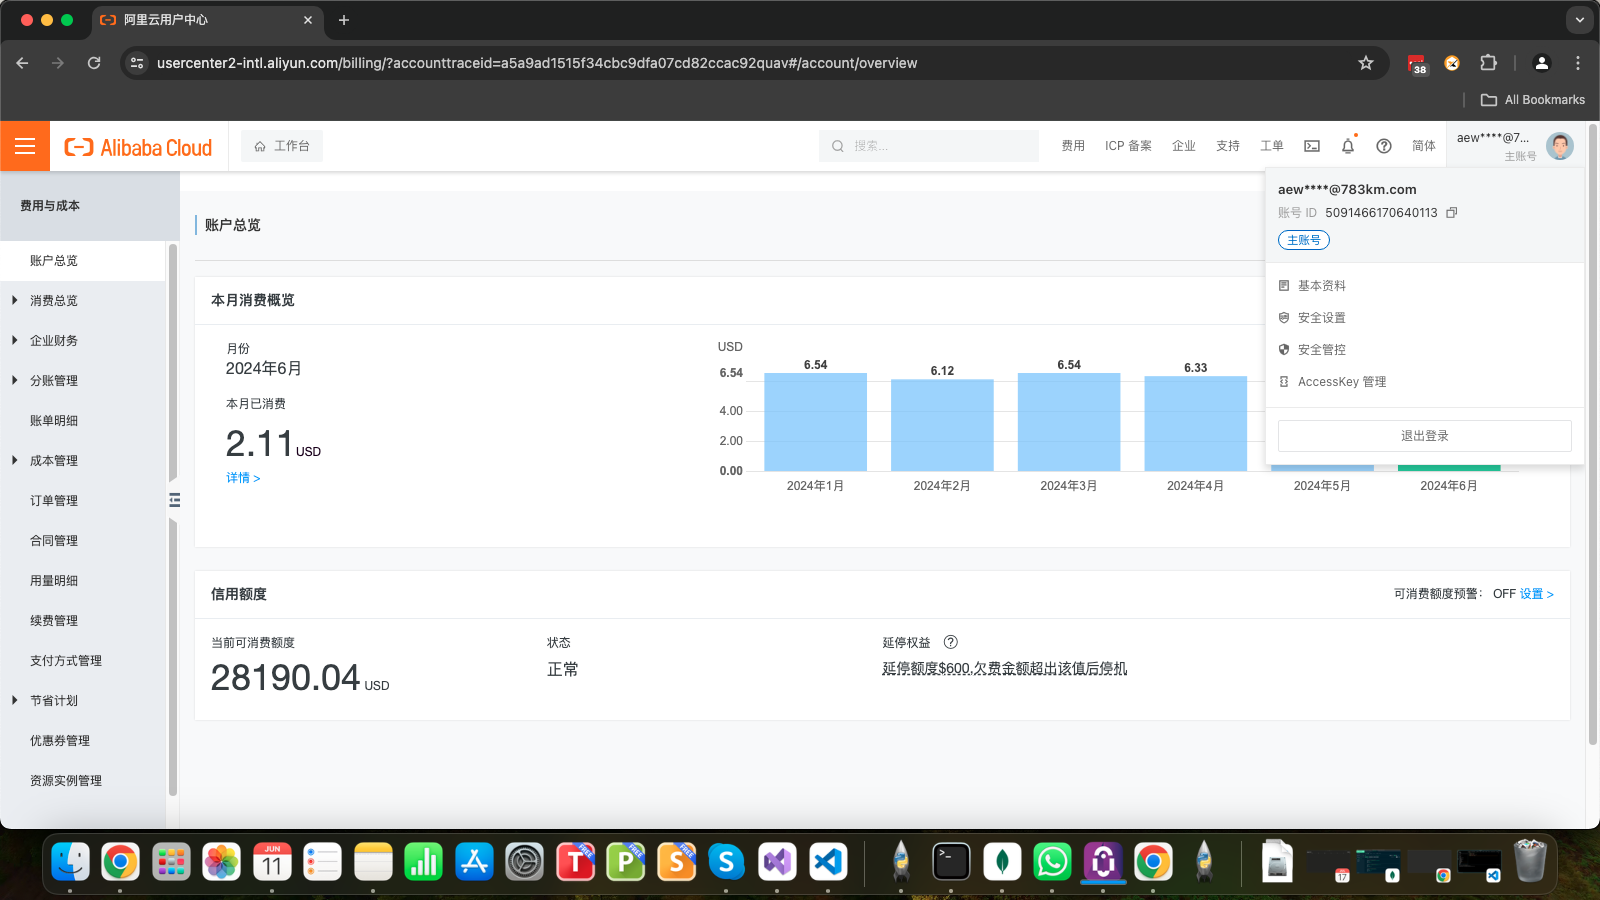 阿里云用户中心
usercenter2-intl.aliyun.com/billing/?accounttraceid=a5a9ad1515f34cbc9dfa07cd82ccac92quav#/account/overview
38
All Bookmarks
Alibaba Cloud
工作台
搜索...
费用
ICP 备案
企业
支持
工单
简体
aew****@7...
主账号
aew****@783km.com
账号 ID 5091466170640113
主账号
基本资料
安全设置
安全管控
AccessKey 管理
退出登录
费用与成本
账户总览
消费总览
企业财务
分账管理
账单明细
成本管理
订单管理
合同管理
用量明细
续费管理
支付方式管理
节省计划
优惠券管理
资源实例管理
账户总览
本月消费概览
月份
2024年6月
本月已消费
2.11 USD
详情 >
USD
6.54
4.00
2.00
0.00
6.54
6.12
6.54
6.33
2024年1月
2024年2月
2024年3月
2024年4月
2024年5月
2024年6月
信用额度
可消费额度预警： OFF 设置 >
当前可消费额度
28190.04 USD
状态
正常
延停权益
延停额度$600,欠费金额超出该值后停机
JUN
11
T
FREE
P
FREE
S
FREE
17